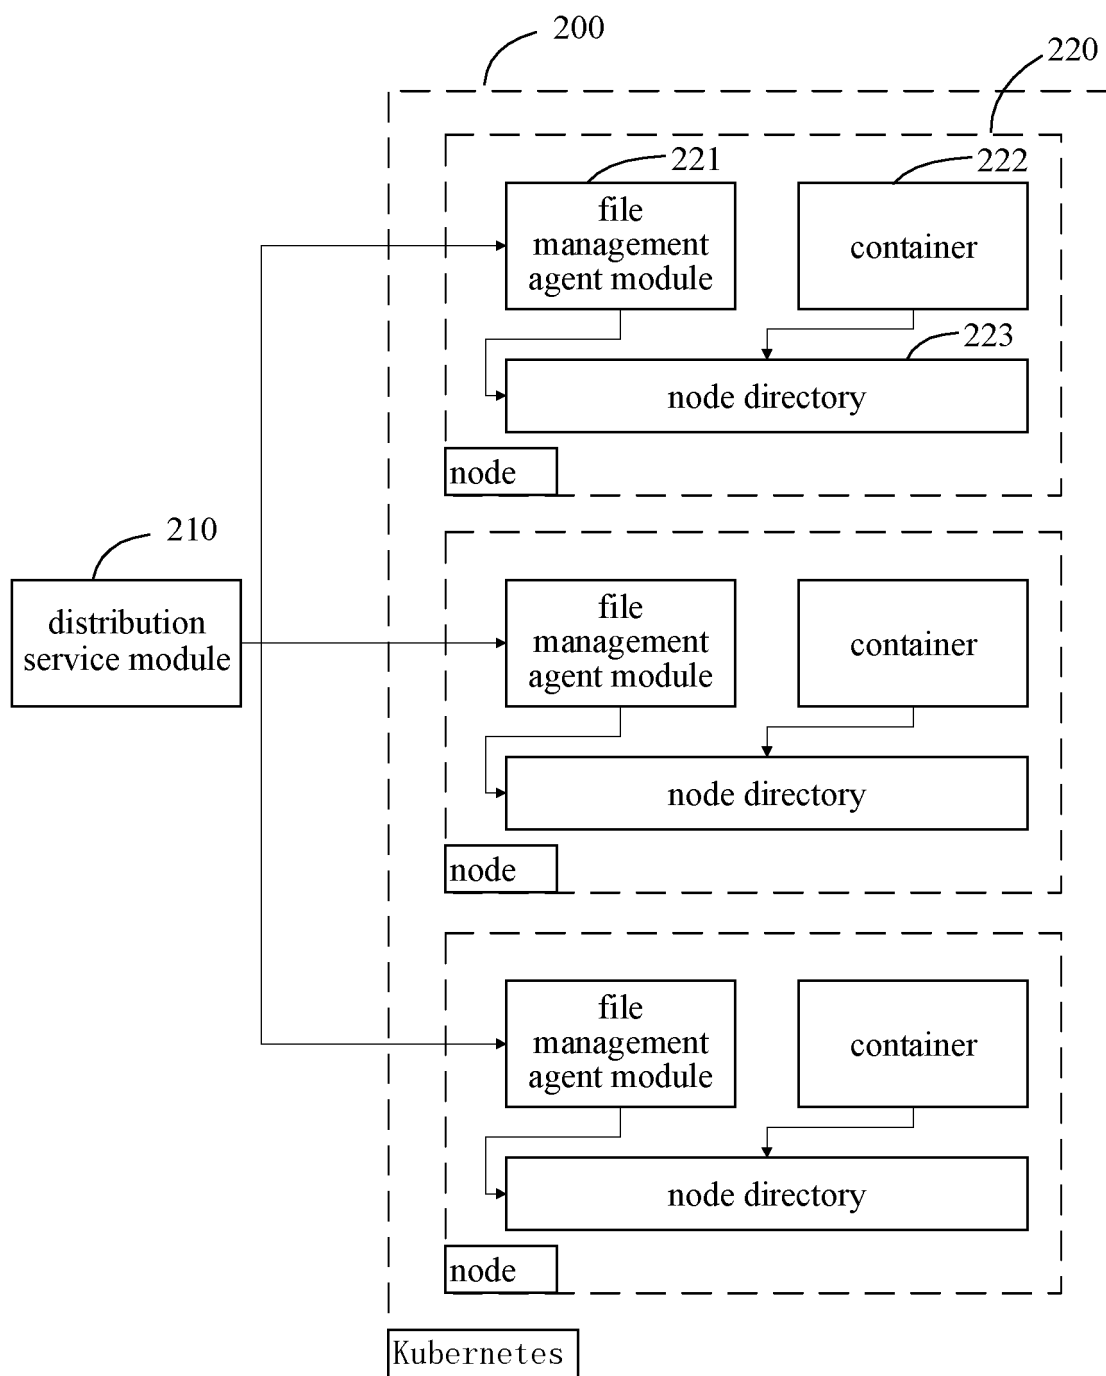 200
220
221
222
file
management
agent module
container
223
node directory
node
210
distribution
service module
file
management
agent module
container
node directory
node
file
management
agent module
container
node directory
node
Kubernetes